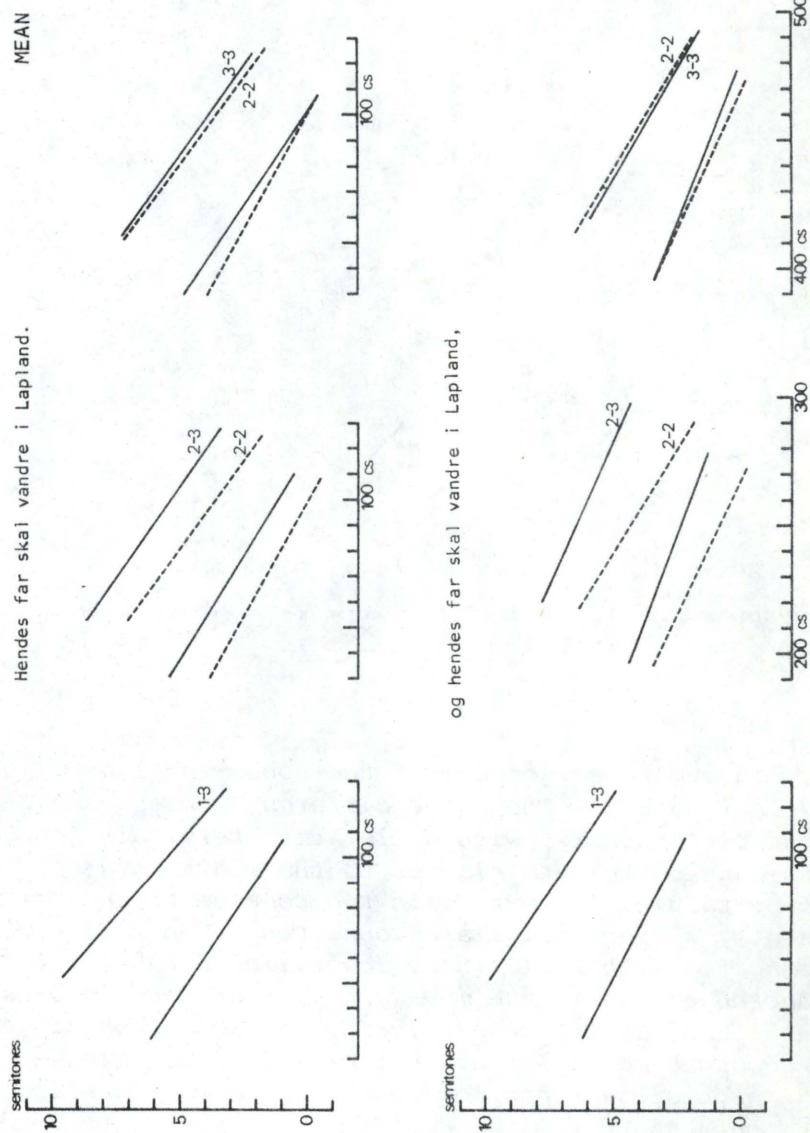 MEAN
Hendes far skal vandre i Lapland.
semitones
10
5
0
1-3
2-3
2-2
3-3
2-2
100 cs
100 cs
100 cs
og hendes far skal vandre i Lapland,
semitones
10
5
0
1-3
2-3
2-2
2-2
3-3
100 cs
200 cs
300
400 cs
500